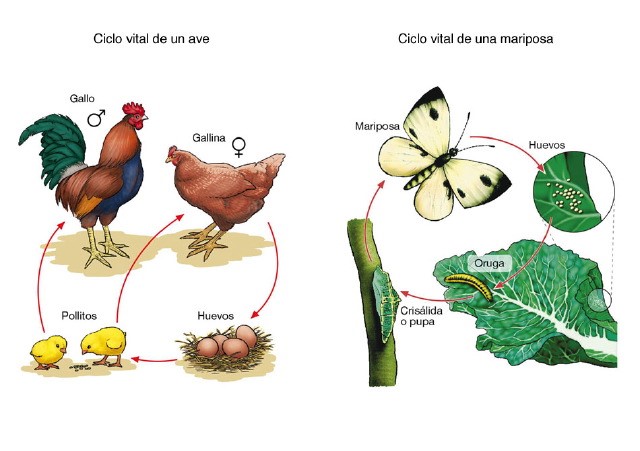 Ciclo vital de un ave
Gallo
Gallina
Pollitos
Huevos
Ciclo vital de una mariposa
Mariposa
Huevos
Oruga
Crisálida
o pupa